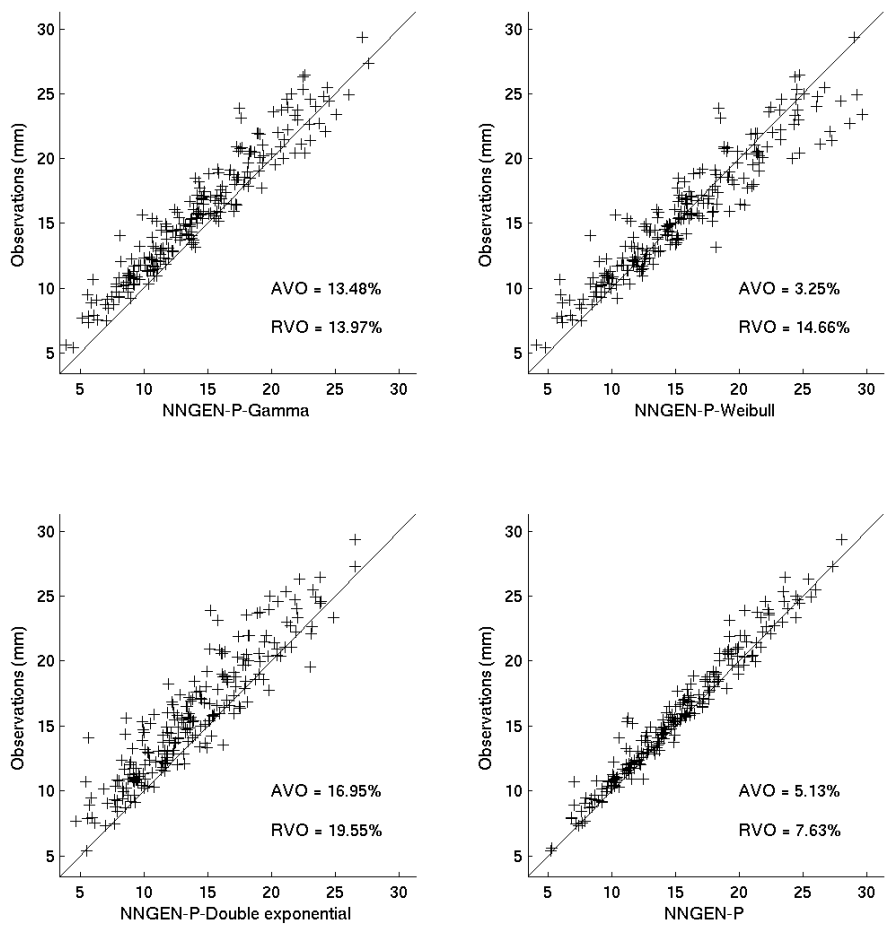 30
25
20
15
10
5
Observations (mm)
AVO = 13.48%
RVO = 13.97%
5 10 15 20 25 30
NNGEN-P-Gamma
30
25
20
15
10
5
Observations (mm)
AVO = 3.25%
RVO = 14.66%
5 10 15 20 25 30
NNGEN-P-Weibull
30
25
20
15
10
5
Observations (mm)
AVO = 16.95%
RVO = 19.55%
5 10 15 20 25 30
NNGEN-P-Double exponential
30
25
20
15
10
5
Observations (mm)
AVO = 5.13%
RVO = 7.63%
5 10 15 20 25 30
NNGEN-P